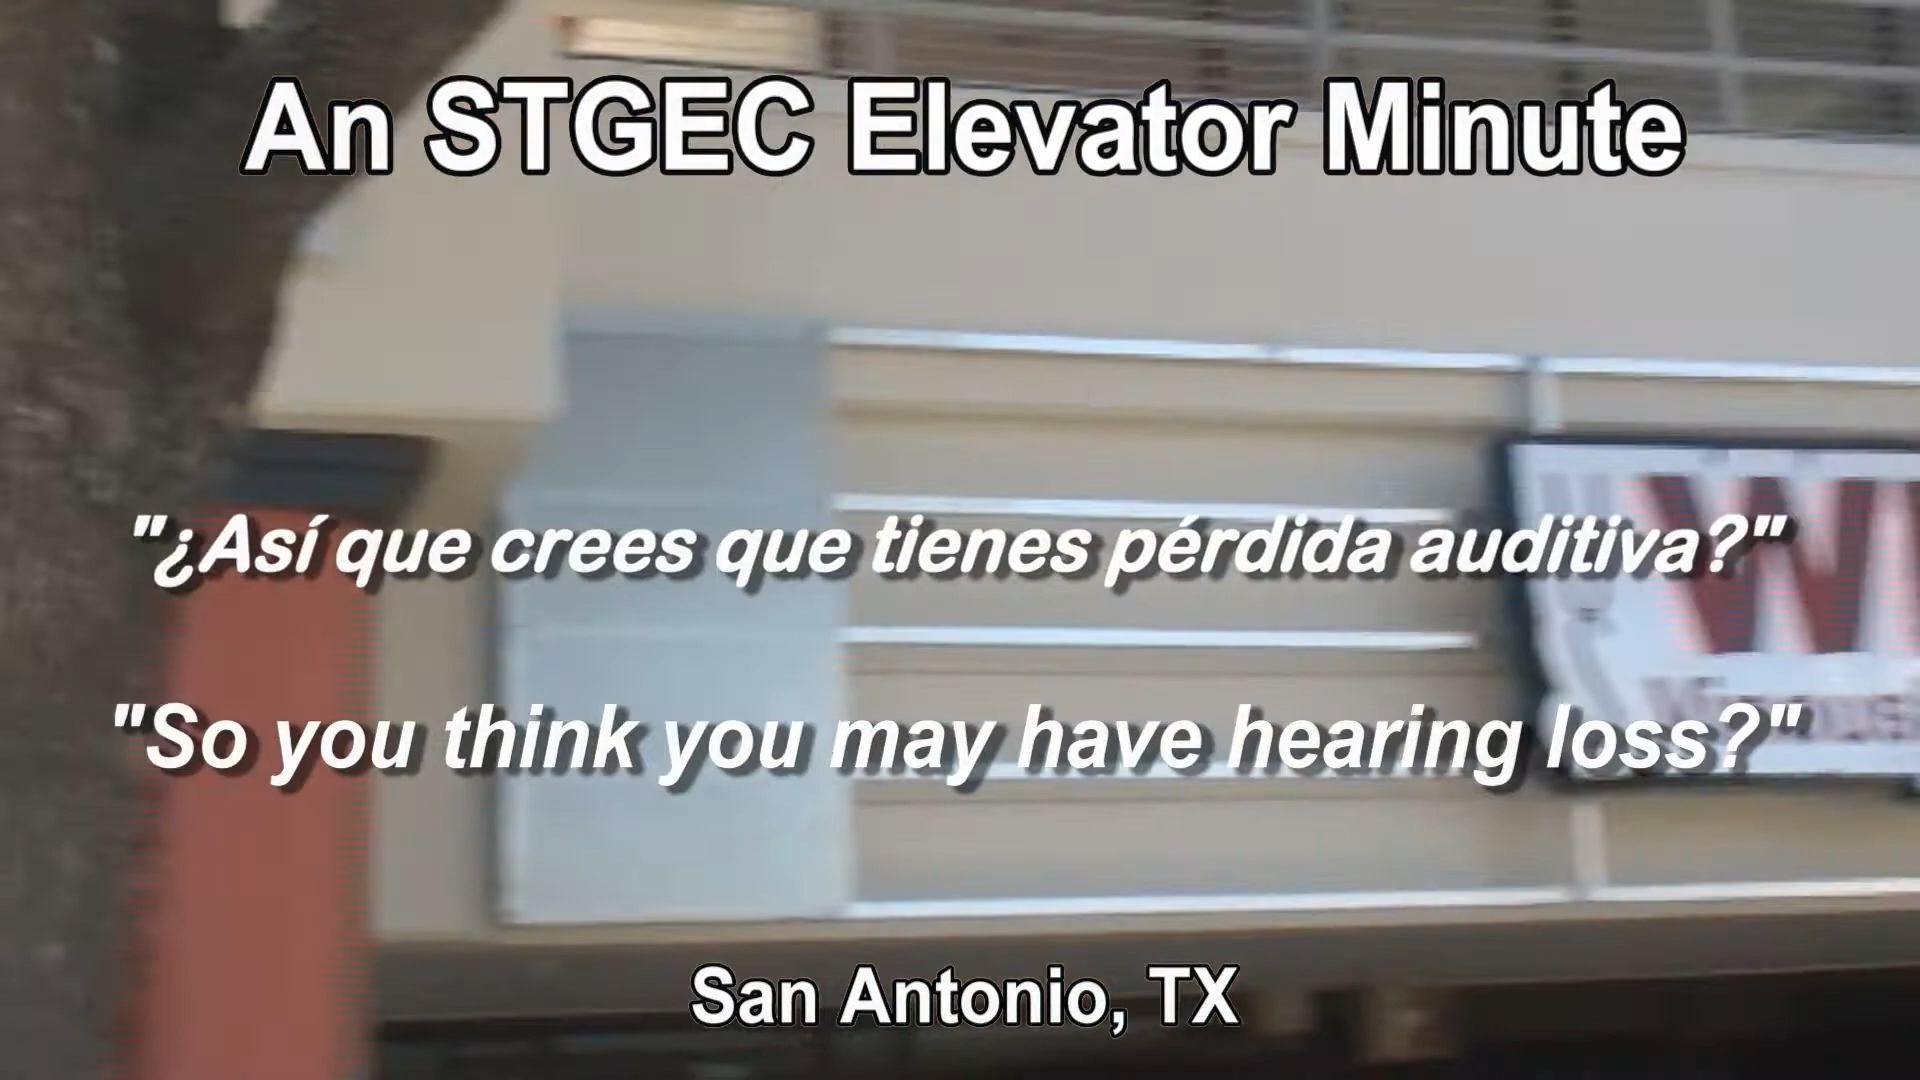 An STGEC Elevator Minute
"¿Así que crees que tienes pérdida auditiva?"
"So you think you may have hearing loss?"
San Antonio, TX